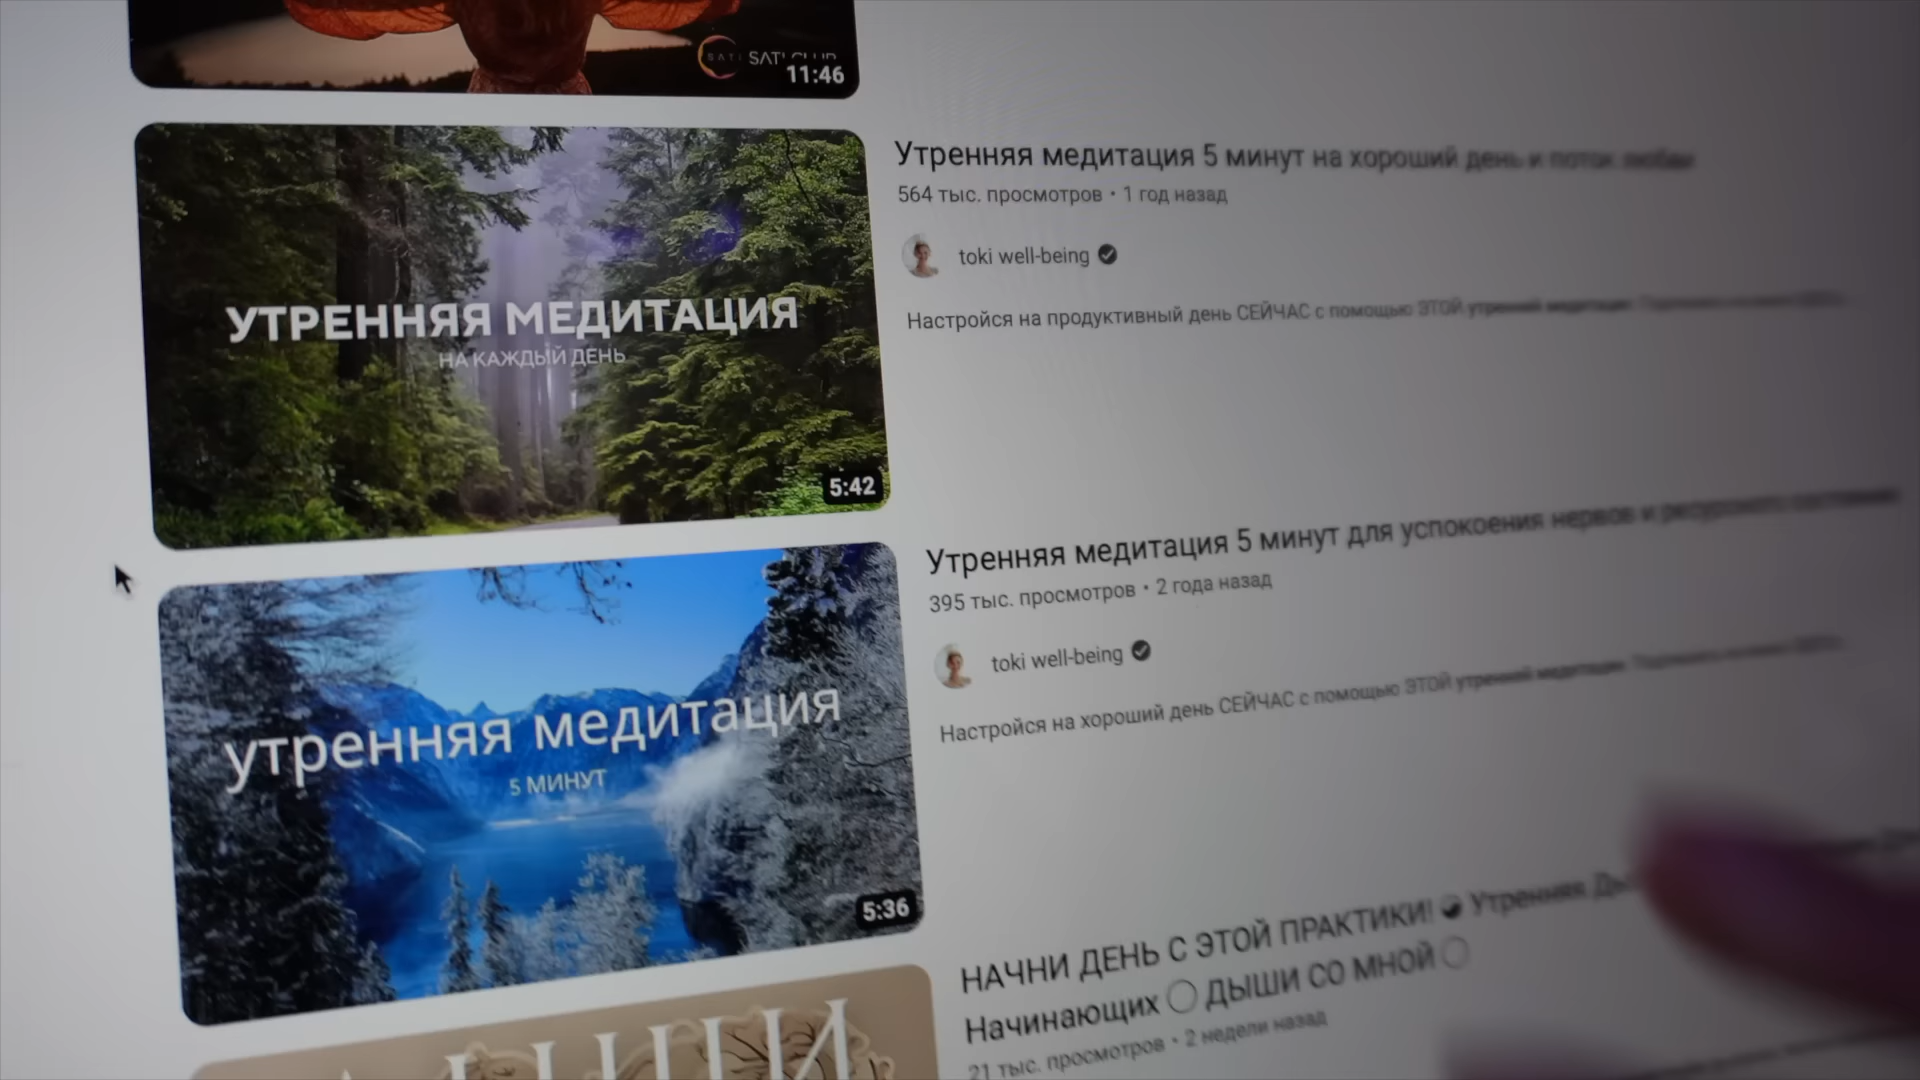 SATI
SATI CLUB
11:46
УТРЕННЯЯ МЕДИТАЦИЯ
НА КАЖДЫЙ ДЕНЬ
5:42
Утренняя медитация 5 минут на хороший день и поток любви
564 тыс. просмотров • 1 год назад
toki well-being
Настройся на продуктивный день СЕЙЧАС с помощью ЭТОЙ утренней медитации
утренняя медитация
5 МИНУТ
5:36
Утренняя медитация 5 минут для успокоения нервов и ресурсного состояния
395 тыс. просмотров • 2 года назад
toki well-being
Настройся на хороший день СЕЙЧАС с помощью ЭТОЙ утренней медитации
НАЧНИ ДЕНЬ С ЭТОЙ ПРАКТИКИ! Утренняя
Начинающих ДЫШИ СО МНОЙ
21 тыс. просмотров • 2 недели назад